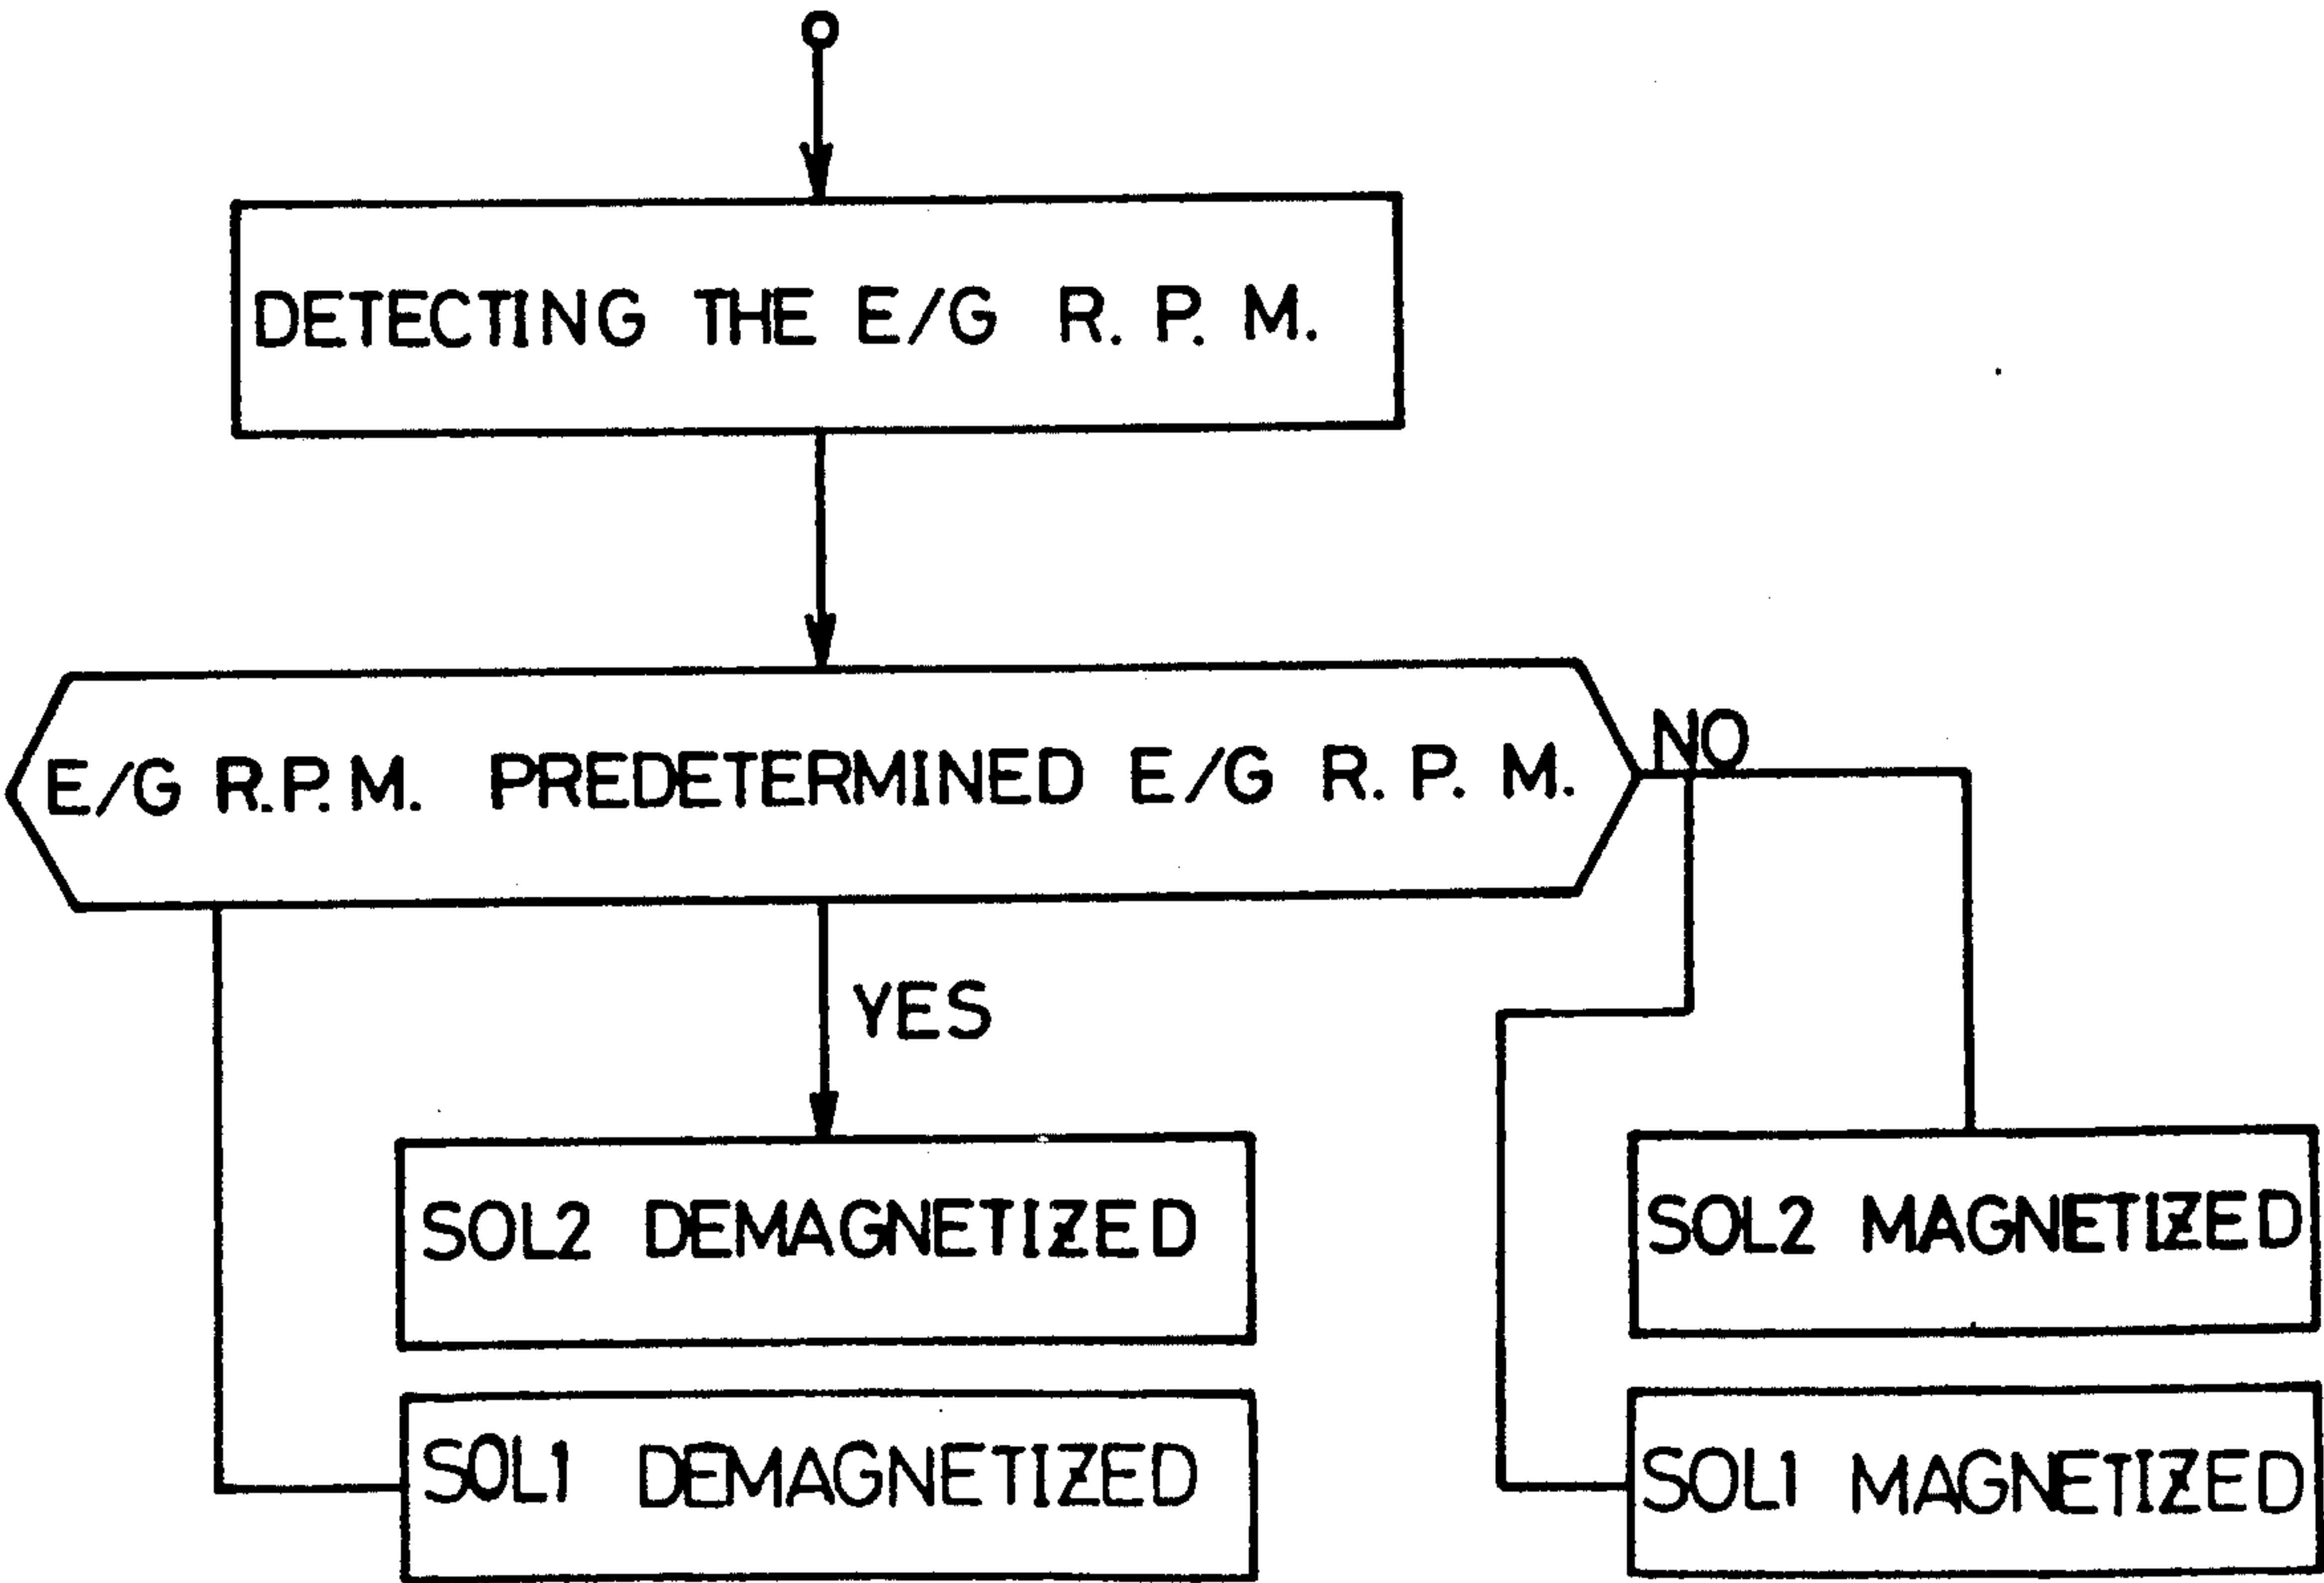 DETECTING THE E/G R. P. M.
E/G R.P.M. PREDETERMINED E/G R. P. M.
NO
YES
SOL2 DEMAGNETIZED
SOL2 MAGNETIZED
SOL1 DEMAGNETIZED
SOL1 MAGNETIZED